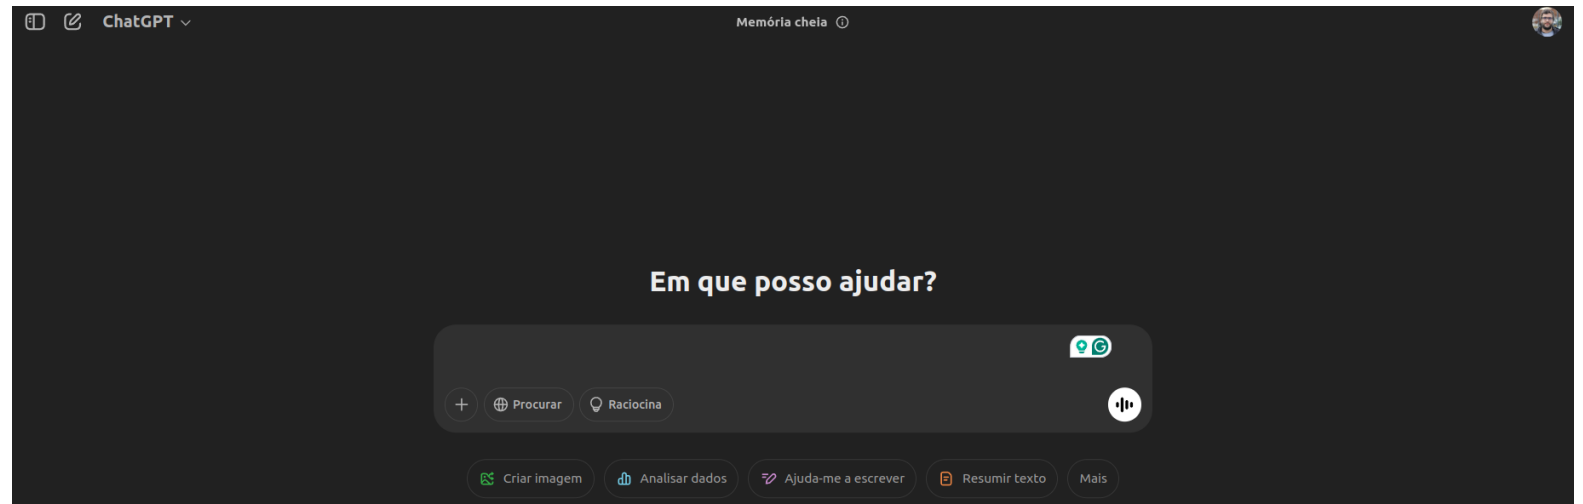 ChatGPT
Memória cheia
Em que posso ajudar?
Procurar
Raciocina
Criar imagem
Analisar dados
Ajuda-me a escrever
Resumir texto
Mais